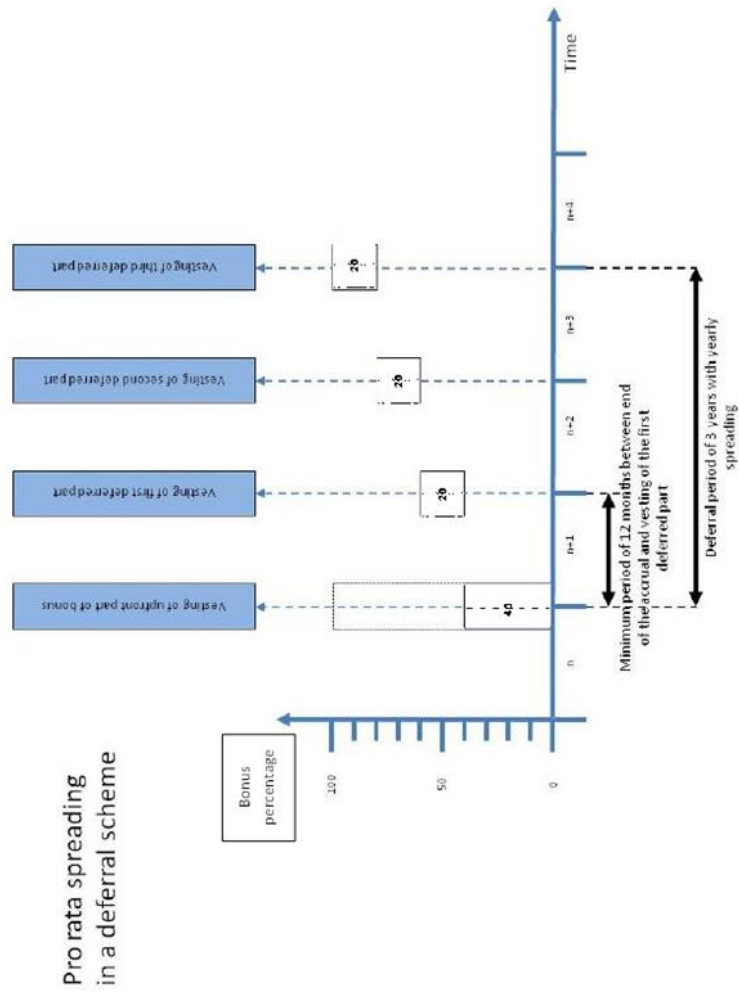 Pro rata spreading
in a deferral scheme
Vesting of upfront part of bonus
Vesting of first deferred part
Vesting of second deferred part
Vesting of third deferred part
Bonus
percentage
100
50
0
40
20
20
20
n
n+1
n+2
n+3
n+4
Time
Minimum period of 12 months between end
of the accrual and vesting of the first
deferred part
Deferral period of 3 years with yearly
spreading